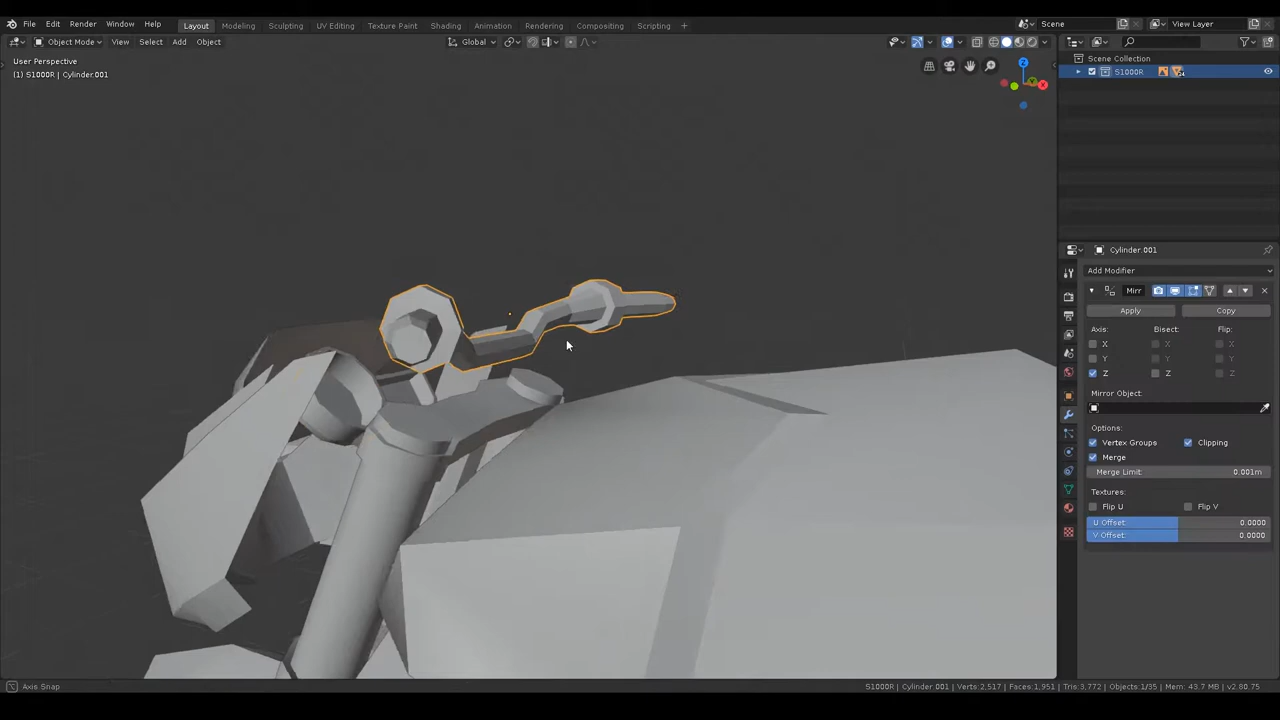 File Edit Render Window Help Layout Modeling Sculpting UV Editing Texture Paint Shading Animation Rendering Compositing Scripting + Scene View Layer
Object Mode View Select Add Object Global
User Perspective
(1) S1000R | Cylinder.001
Z
Y
X
Scene Collection
S1000R
Cylinder.001
Add Modifier
Mirr
Apply Copy
Axis: Bisect: Flip:
X X X
Y Y Y
Z Z Z
Mirror Object:
Options:
Vertex Groups Clipping
Merge
Merge Limit: 0.001m
Textures:
Flip U Flip V
U Offset: 0.0000
V Offset: 0.0000
Axis Snap S1000R | Cylinder.001 | Verts:2,517 | Faces:1,951 | Tris:3,772 | Objects:1/35 | Mem: 43.7 MB | v2.80.75